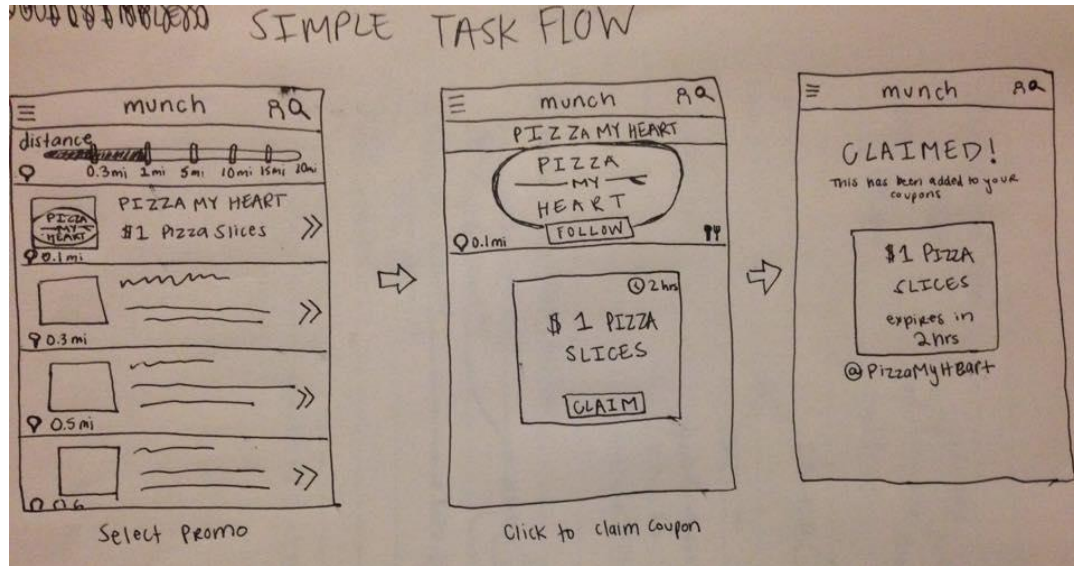 SIMPLE TASK FLOW
munch
distance
0.3mi 1mi 5mi 10mi 15mi 20mi
PIZZA MY HEART
$1 Pizza Slices
PIZZA
MY
HEART
0.1mi
0.3mi
0.5mi
Select Promo
munch
PIZZA MY HEART
PIZZA
MY
HEART
FOLLOW
0.1mi
2hrs
$1 PIZZA
SLICES
CLAIM
Click to claim coupon
munch
CLAIMED!
This has been added to your
coupons
$1 PIZZA
SLICES
expires in
2hrs
@PizzaMyHeart